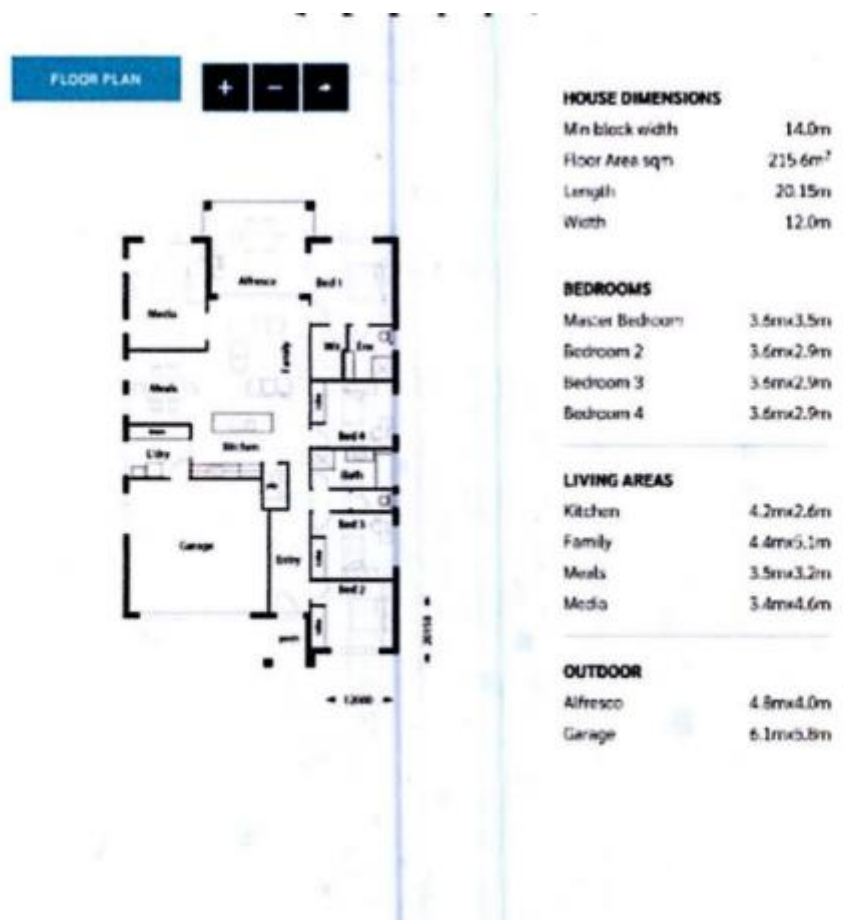 FLOOR PLAN
+ −
HOUSE DIMENSIONS
Min block width 14.0m
Floor Area sqm 215.6m²
Length 20.15m
Width 12.0m
BEDROOMS
Master Bedroom 3.6mx3.5m
Bedroom 2 3.6mx2.9m
Bedroom 3 3.6mx2.9m
Bedroom 4 3.6mx2.9m
LIVING AREAS
Kitchen 4.2mx2.6m
Family 4.4mx5.1m
Meals 3.5mx3.2m
Media 3.4mx4.6m
OUTDOOR
Alfresco 4.8mx4.0m
Garage 6.1mx5.8m
Alfresco
Bed 1
Media
Family
Ens
Meals
Bed 4
Kitchen
L'dry
Bath
Bed 3
Garage
Entry
Bed 2
20150
12000